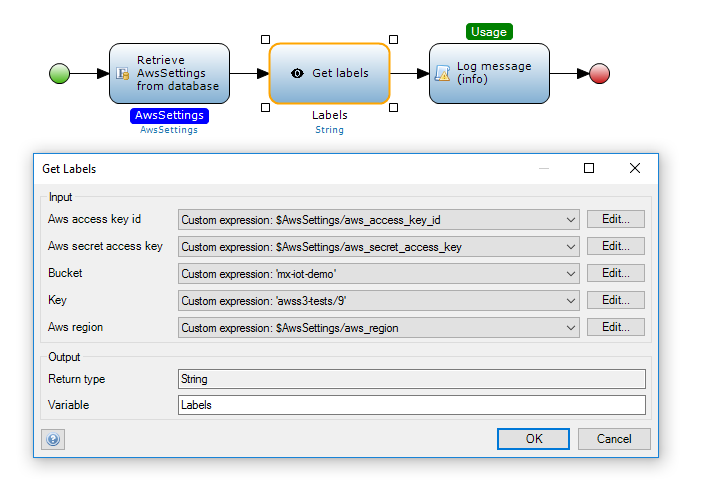 Usage
Retrieve
AwsSettings
from database
Get labels
Log message
(info)
AwsSettings
AwsSettings
Labels
String
Get Labels
Input
Aws access key id
Custom expression: $AwsSettings/aws_access_key_id
Edit...
Aws secret access key
Custom expression: $AwsSettings/aws_secret_access_key
Edit...
Bucket
Custom expression: 'mx-iot-demo'
Edit...
Key
Custom expression: 'awss3-tests/9'
Edit...
Aws region
Custom expression: $AwsSettings/aws_region
Edit...
Output
Return type
String
Variable
Labels
OK
Cancel